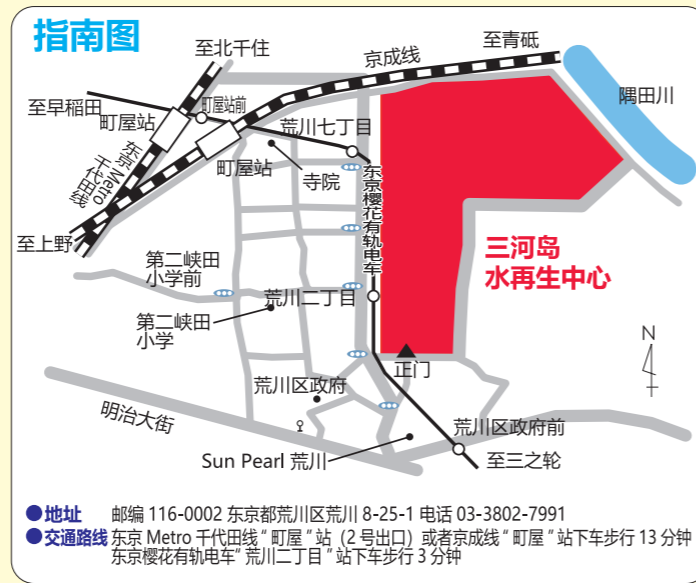 指南图
至北千住
京成线
至青砥
隅田川
至早稲田
町屋站前
町屋站
荒川七丁目
东京 Metro
千代田线
町屋站
寺院
东京樱花有轨电车
至上野
第二峡田
小学前
三河岛
水再生中心
荒川二丁目
第二峡田
小学
N
正门
荒川区政府
明治大街
荒川区政府前
Sun Pearl 荒川
至三之轮
●地址 邮编 116-0002 东京都荒川区荒川 8-25-1 电话 03-3802-7991
●交通路线 东京 Metro 千代田线“町屋”站（2 号出口）或者京成线“町屋”站下车步行 13 分钟
东京樱花有轨电车“荒川二丁目”站下车步行 3 分钟